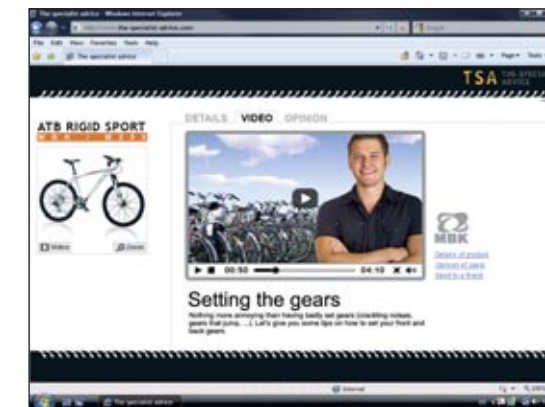 The specialist advice - Windows Internet Explorer
File Edit View Favorites Tools Help
The specialist advice
Page
TSA THE SPECIAL
ADVICE
DETAILS VIDEO OPINION
ATB RIGID SPORT
Video
Zoom
00:50
04:10
MBK
Details of product
Opinion of users
Send to a friend
Setting the gears
Nothing more annoying than having badly set gears (crackling noises,
gears that jump, ...). Let's give you some tips on how to set your front and
back gears.
Internet
The specialist advice